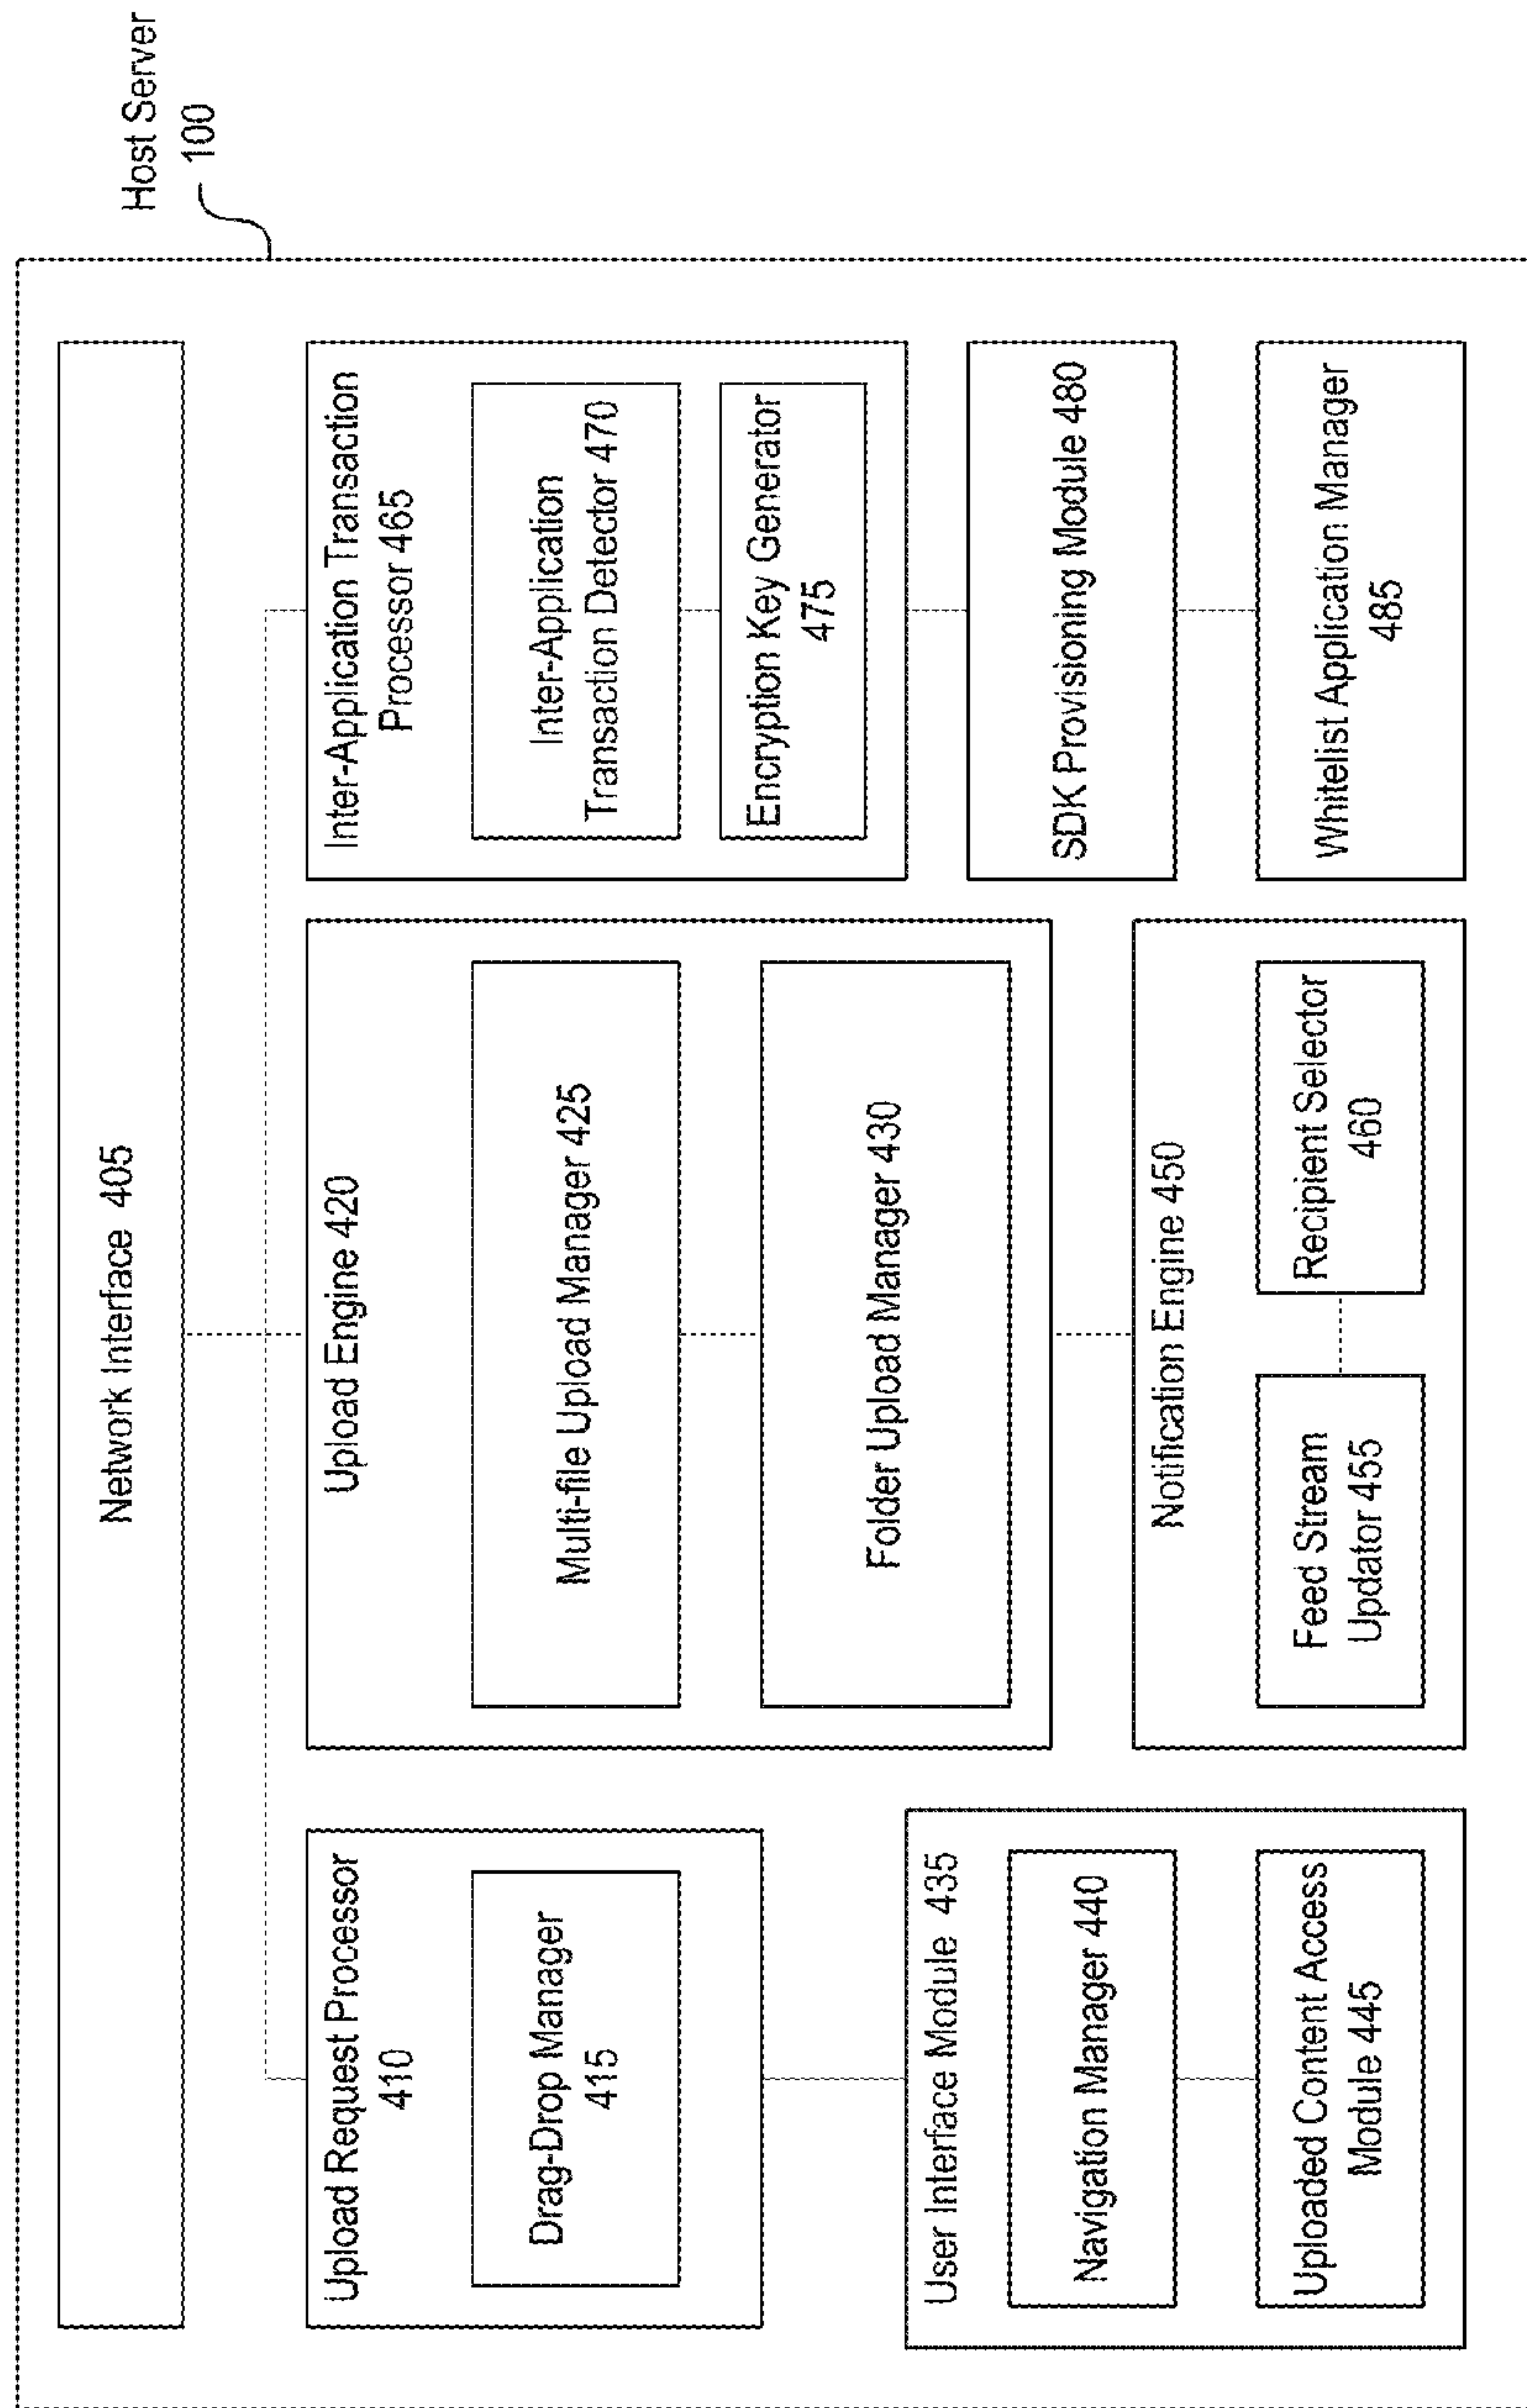 Host Server
100
Network Interface 405
Upload Request Processor
410
Drag-Drop Manager
415
User Interface Module 435
Navigation Manager 440
Uploaded Content Access
Module 445
Upload Engine 420
Multi-file Upload Manager 425
Folder Upload Manager 430
Notification Engine 450
Feed Stream
Updator 455
Recipient Selector
460
Inter-Application Transaction
Processor 465
Inter-Application
Transaction Detector 470
Encryption Key Generator
475
SDK Provisioning Module 480
Whitelist Application Manager
485